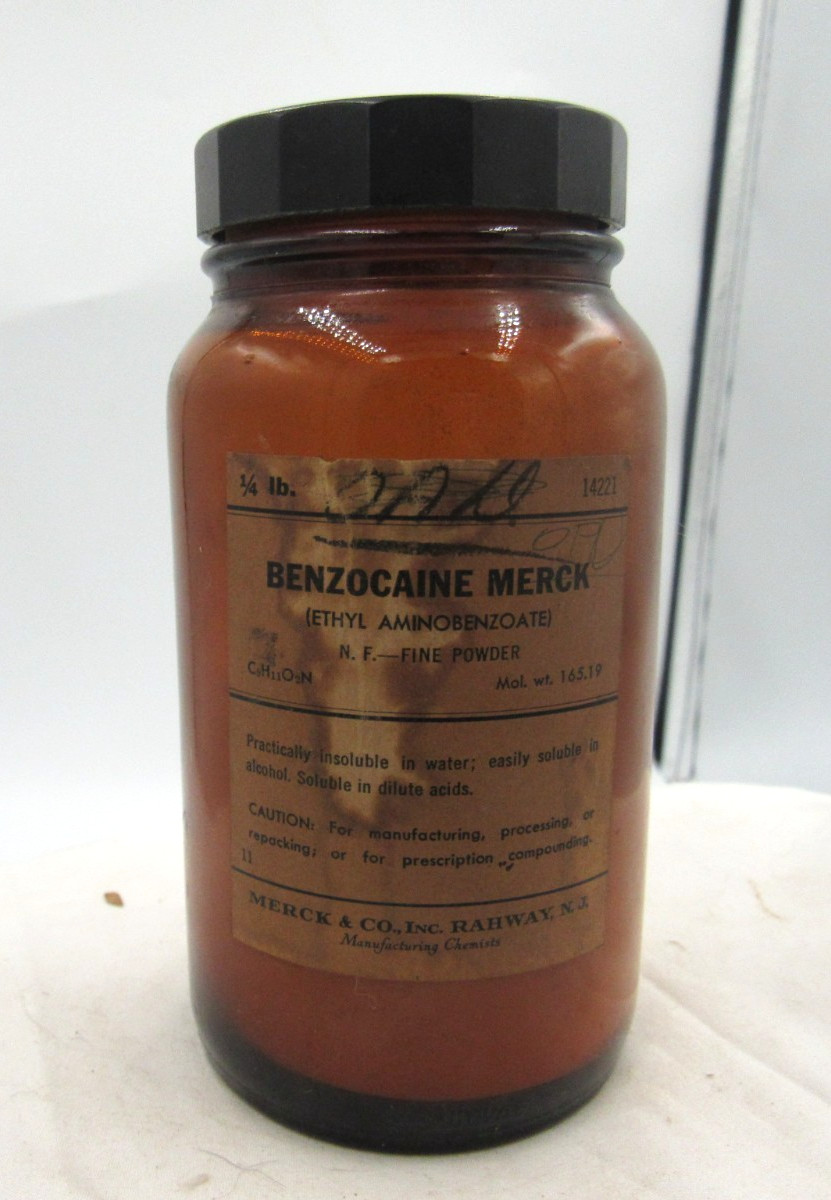 ¼ lb.
14221
BENZOCAINE MERCK
(ETHYL AMINOBENZOATE)
N. F.—FINE POWDER
C₉H₁₁O₂N
Mol. wt. 165.19
Practically insoluble in water; easily soluble in
alcohol. Soluble in dilute acids.
CAUTION: For manufacturing, processing, or
repacking; or for prescription compounding.
11
MERCK & CO., INC. RAHWAY, N. J.
Manufacturing Chemists